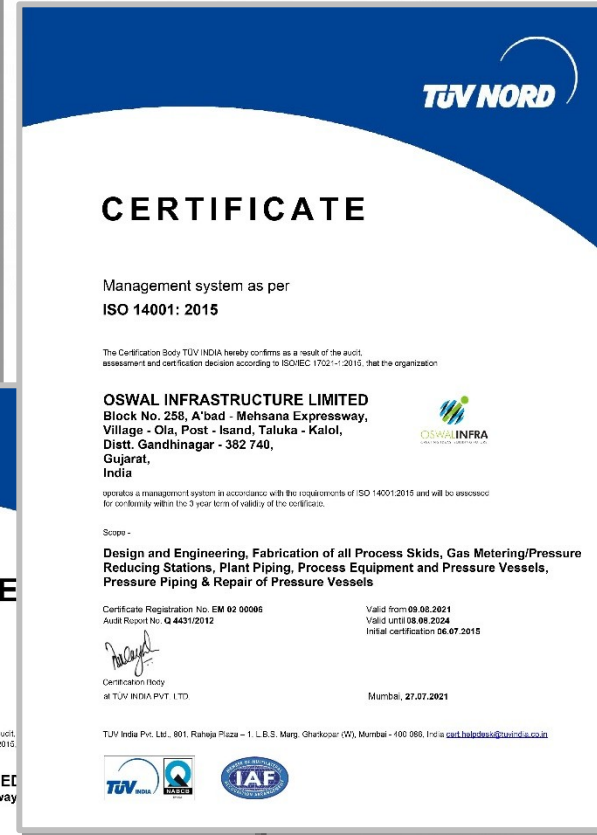 TÜV NORD
CERTIFICATE
Management system as per
ISO 14001: 2015
The Certification Body TÜV INDIA hereby confirms as a result of the audit,
assessment and certification decision according to ISO/IEC 17021-1:2015, that the organization
OSWAL INFRASTRUCTURE LIMITED
Block No. 258, A'bad - Mehsana Expressway,
Village - Ola, Post - Isand, Taluka - Kalol,
Distt. Gandhinagar - 382 740,
Gujarat,
India
OSWAL INFRA
operates a management system in accordance with the requirements of ISO 14001:2015 and will be assessed
for conformity within the 3 year term of validity of the certificate.
Scope -
Design and Engineering, Fabrication of all Process Skids, Gas Metering/Pressure
Reducing Stations, Plant Piping, Process Equipment and Pressure Vessels,
Pressure Piping & Repair of Pressure Vessels
Certificate Registration No. EM 02 00006
Audit Report No. Q 4431/2012
Valid from 09.08.2021
Valid until 08.08.2024
Initial certification 06.07.2015
Certification Body
at TÜV INDIA PVT. LTD.
Mumbai, 27.07.2021
TUV India Pvt. Ltd., 801, Raheja Plaza – 1, L.B.S. Marg, Ghatkopar (W), Mumbai - 400 086, India cert.helpdesk@tuvindia.co.in
TÜV INDIA
NABCB
IAF
E
udit,
2015,
ED
way